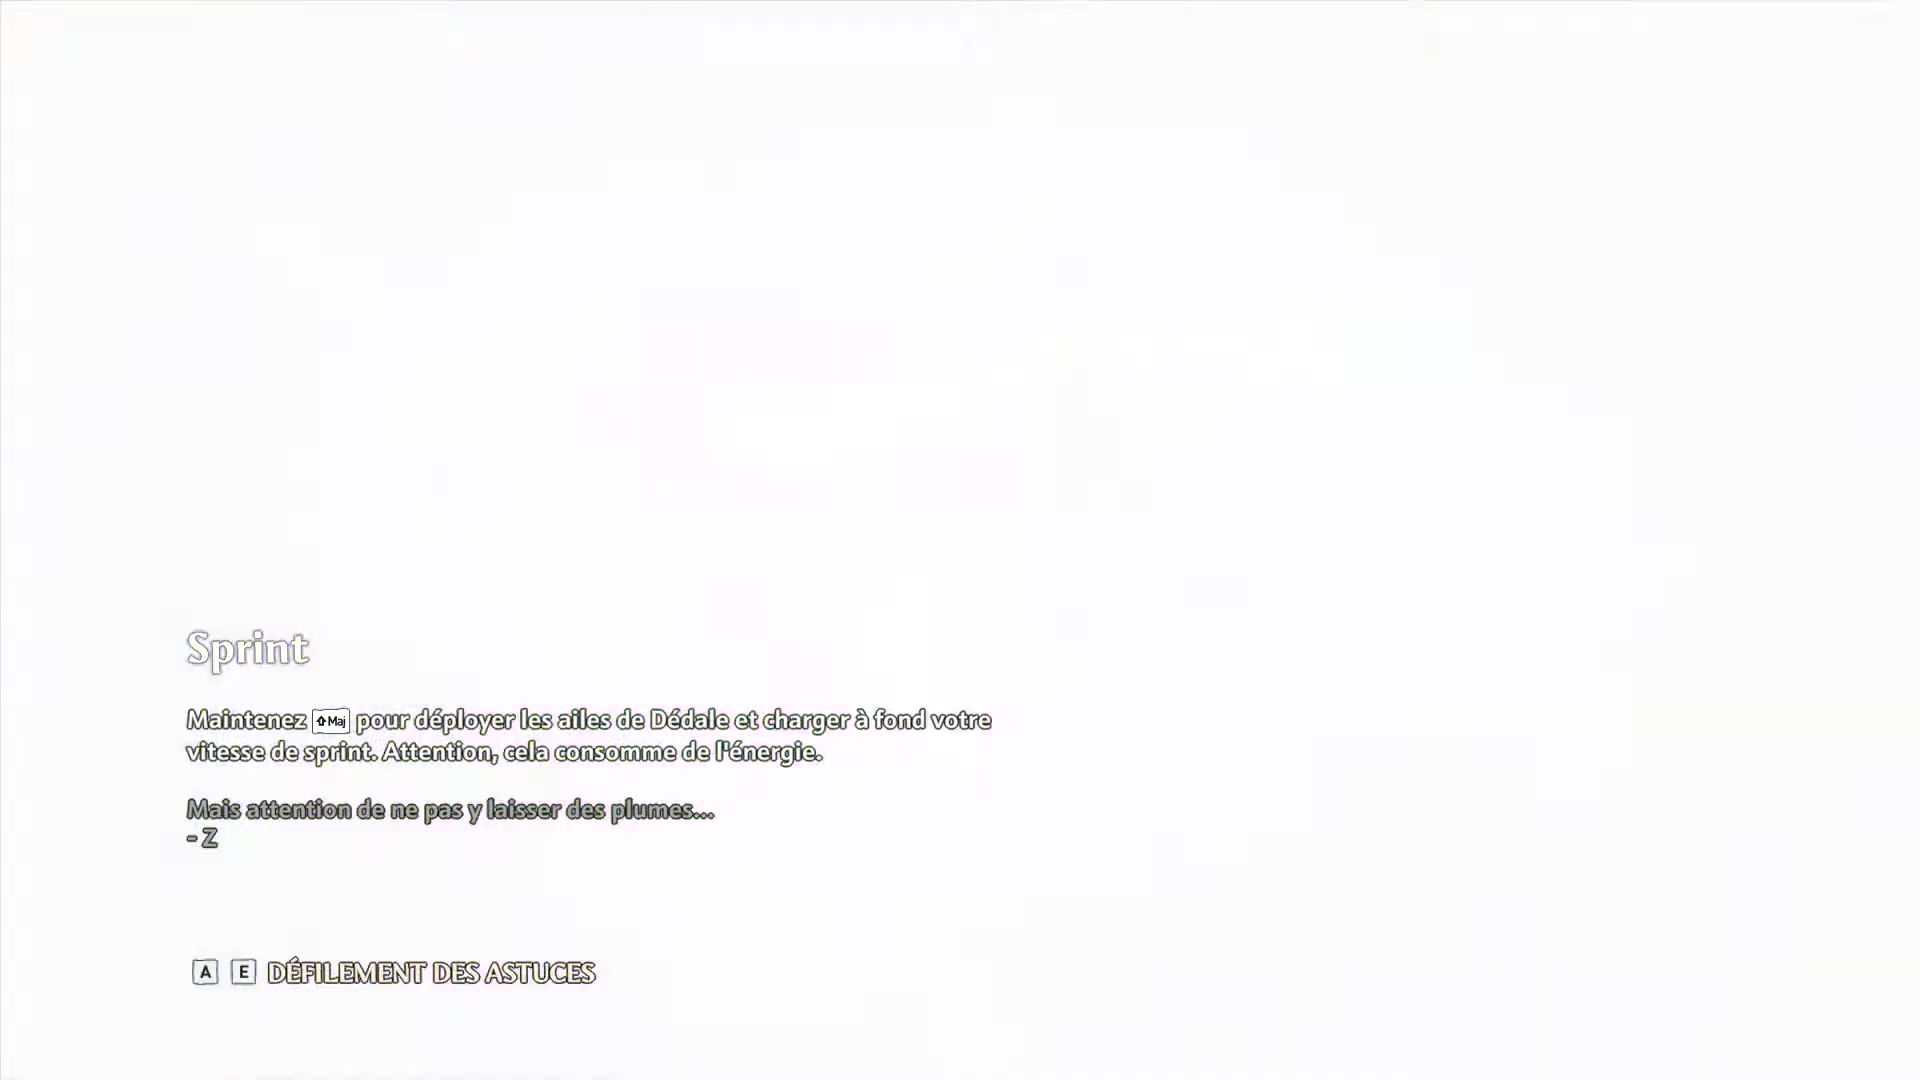 Sprint
Maintenez ⇧Maj pour déployer les ailes de Dédale et charger à fond votre
vitesse de sprint. Attention, cela consomme de l'énergie.
Mais attention de ne pas y laisser des plumes...
- Z
A E DÉFILEMENT DES ASTUCES